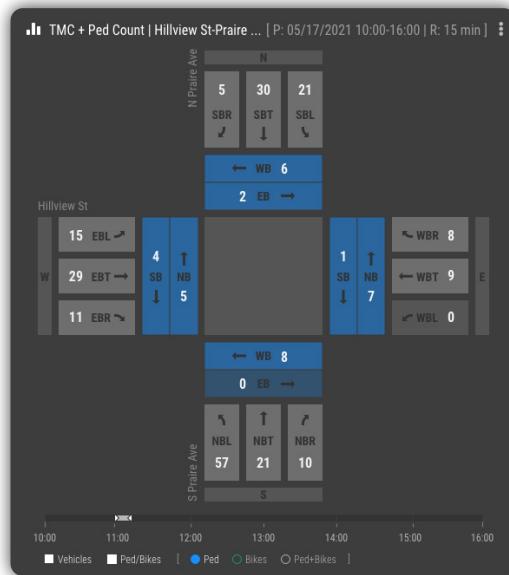 TMC + Ped Count | Hillview St-Praire ... [ P: 05/17/2021 10:00-16:00 | R: 15 min ]
N Praire Ave
N
5 30 21
SBR SBT SBL
← WB 6
2 EB →
Hillview St
W
15 EBL
29 EBT →
11 EBR
4 SB ↓
↑ NB 5
1 SB ↓
↑ NB 7
WBR 8
← WBT 9
WBL 0
E
← WB 8
0 EB →
S Praire Ave
NBL NBT NBR
57 21 10
S
10:00 11:00 12:00 13:00 14:00 15:00 16:00
Vehicles Ped/Bikes [ Ped Bikes Ped+Bikes ]